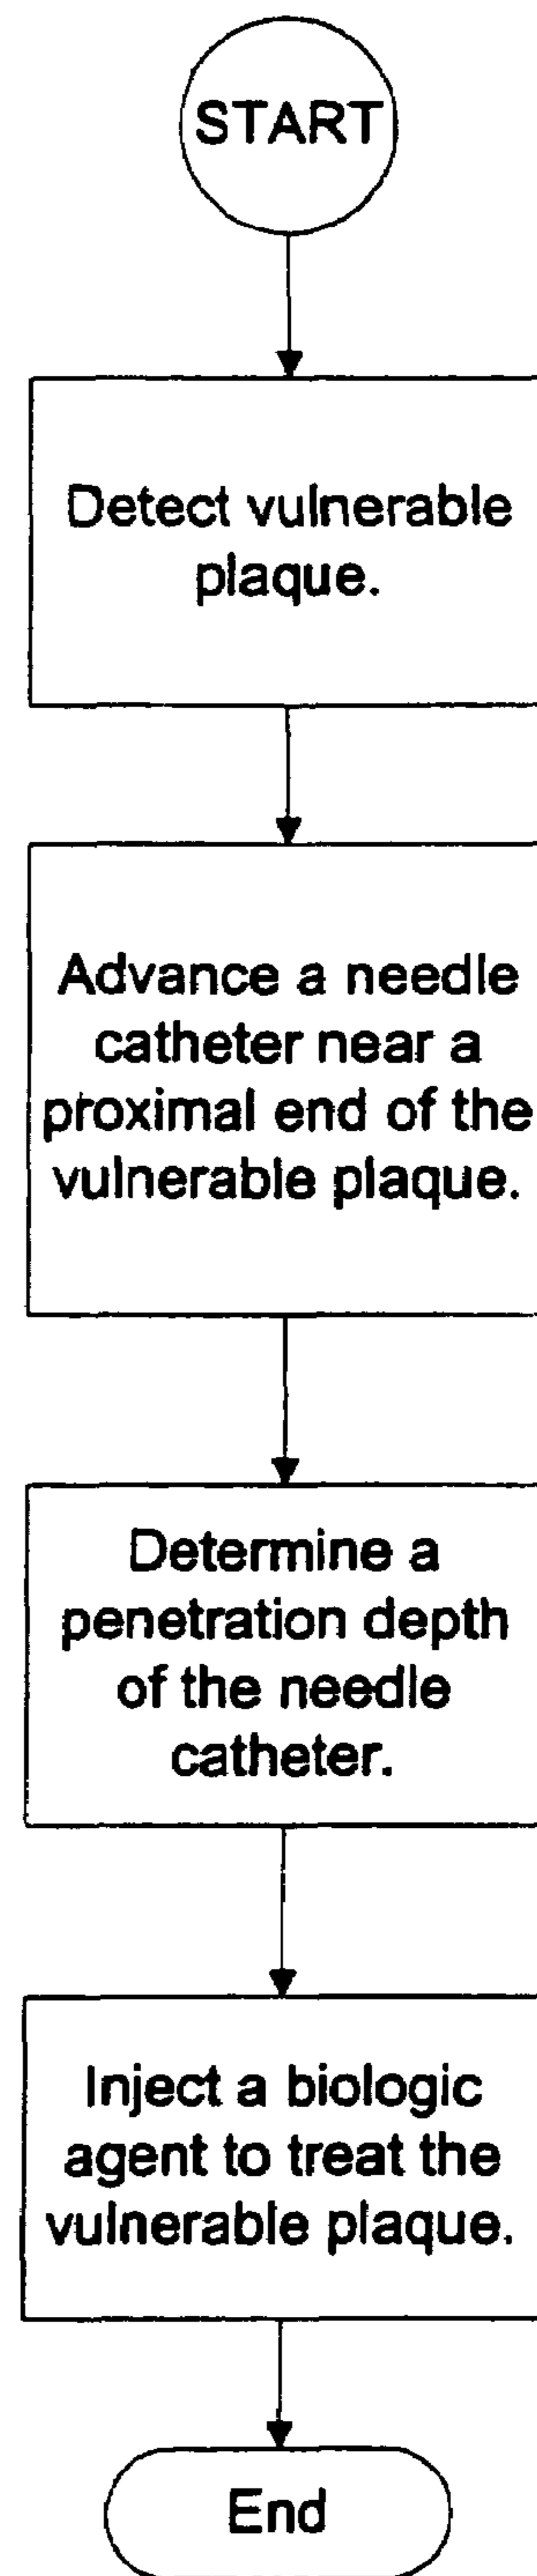 START
Detect vulnerable
plaque.
Advance a needle
catheter near a
proximal end of the
vulnerable plaque.
Determine a
penetration depth
of the needle
catheter.
Inject a biologic
agent to treat the
vulnerable plaque.
End